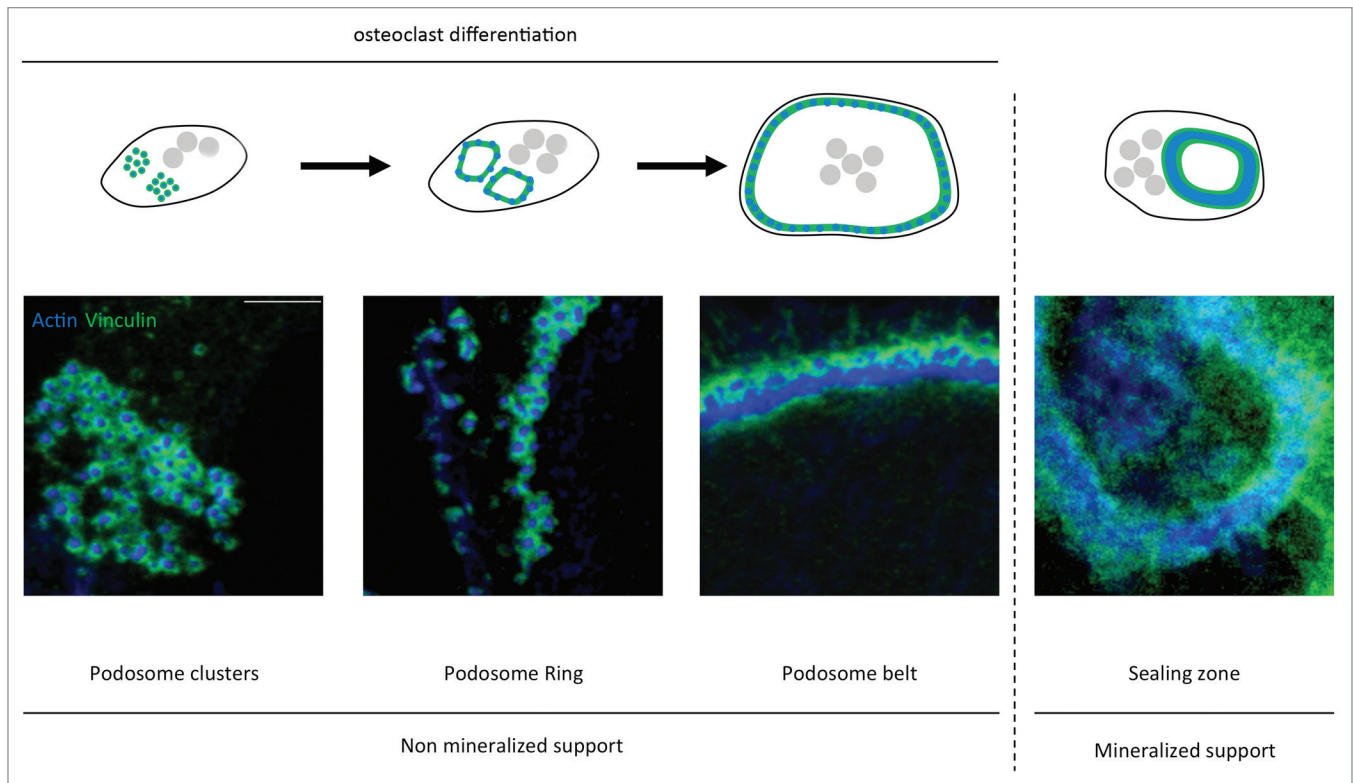 osteoclast differentiation
Actin Vinculin
Podosome clusters
Podosome Ring
Podosome belt
Sealing zone
Non mineralized support
Mineralized support